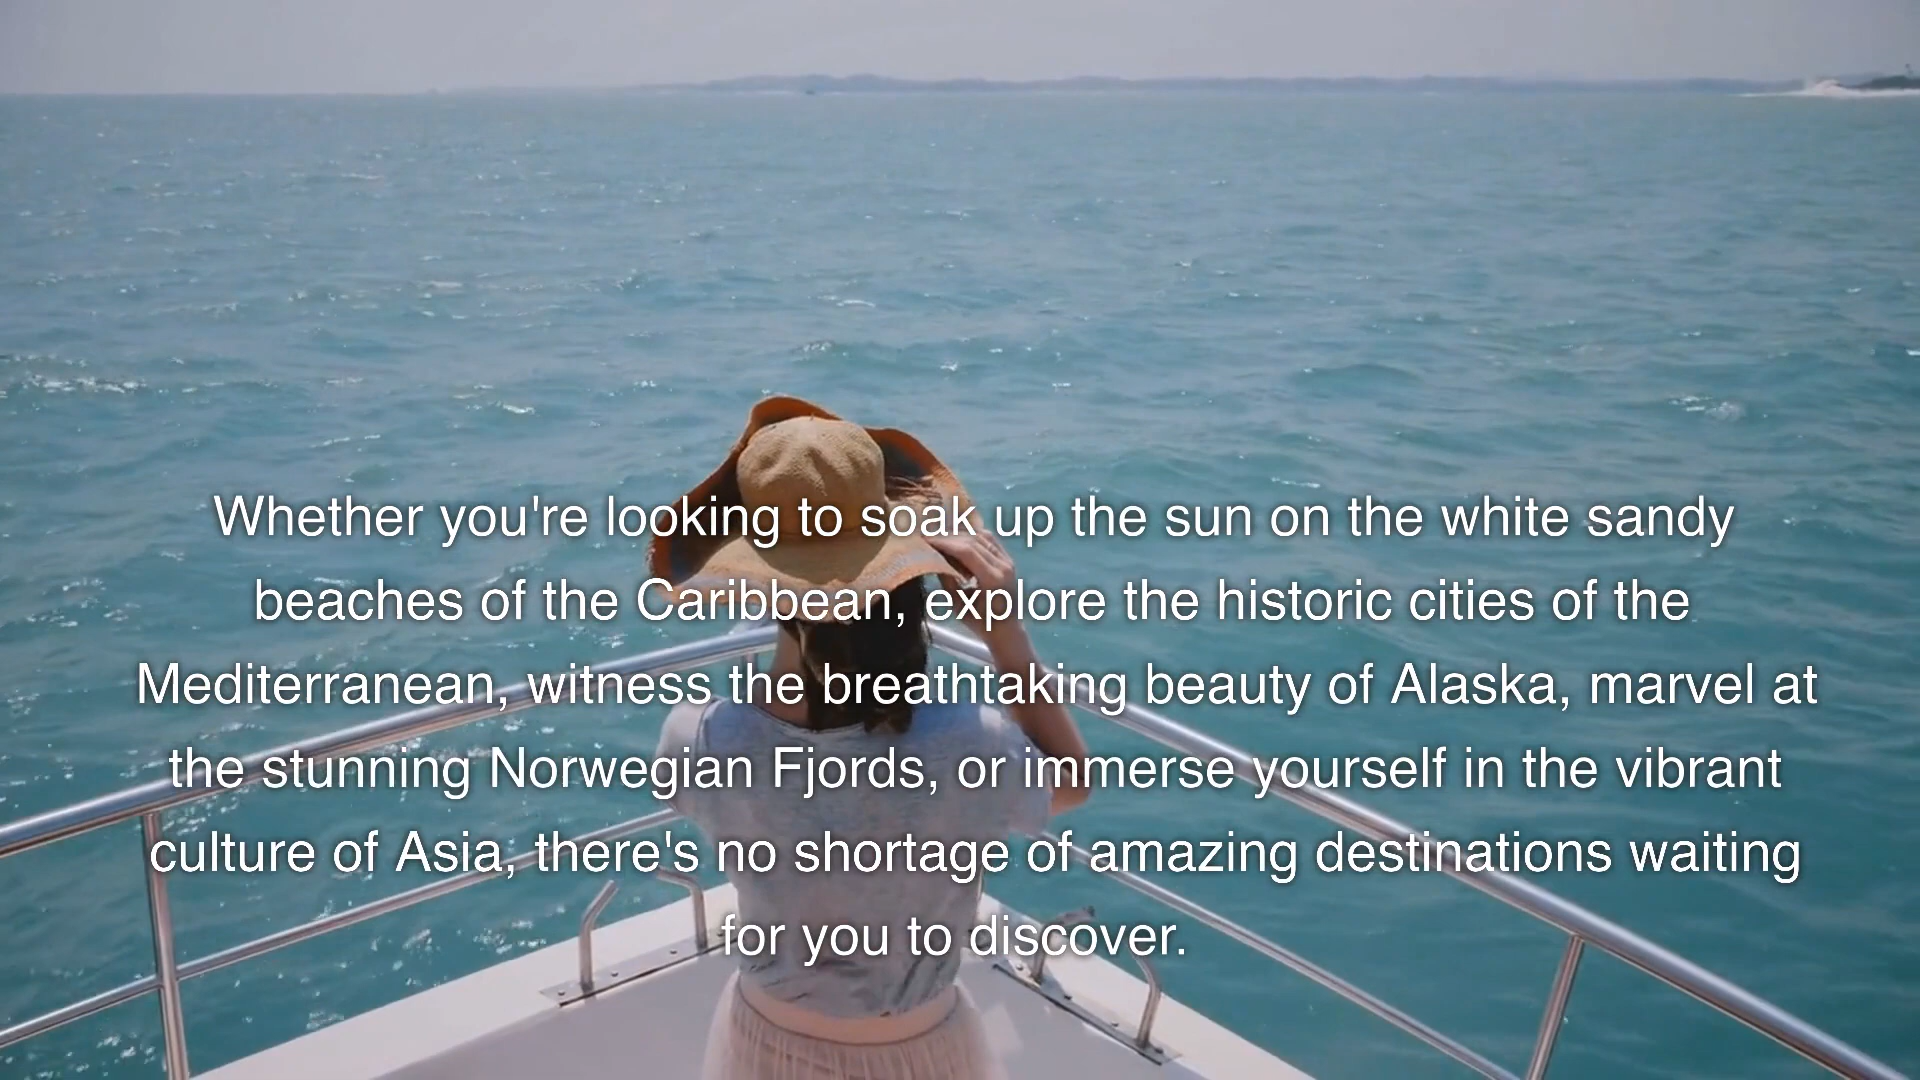 Whether you're looking to soak up the sun on the white sandy
beaches of the Caribbean, explore the historic cities of the
Mediterranean, witness the breathtaking beauty of Alaska, marvel at
the stunning Norwegian Fjords, or immerse yourself in the vibrant
culture of Asia, there's no shortage of amazing destinations waiting
for you to discover.